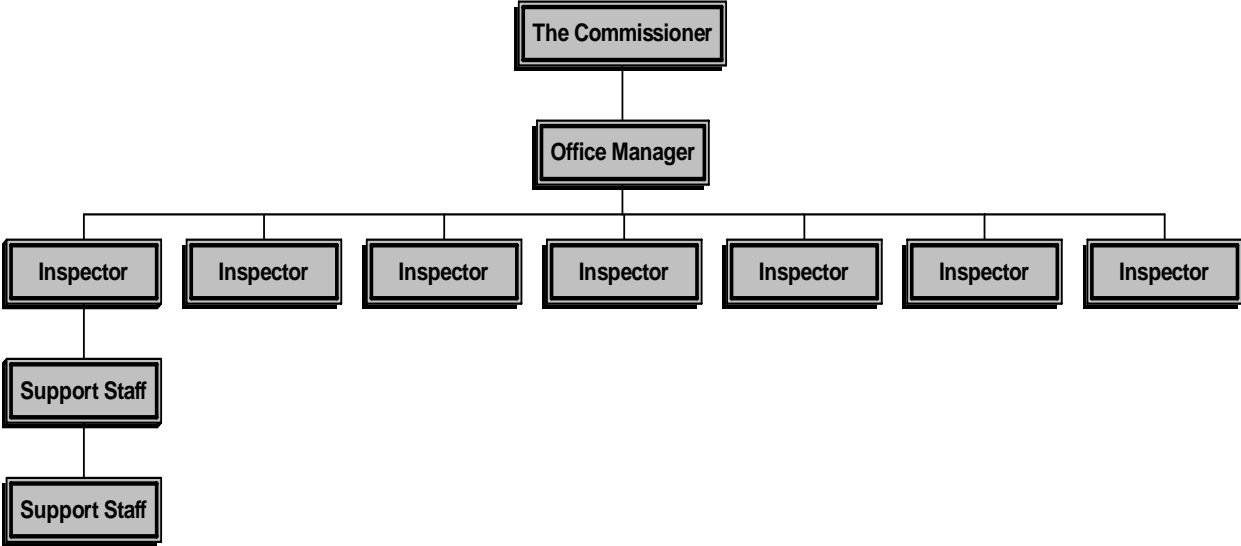 The Commissioner
Office Manager
Inspector
Inspector
Inspector
Inspector
Inspector
Inspector
Inspector
Support Staff
Support Staff